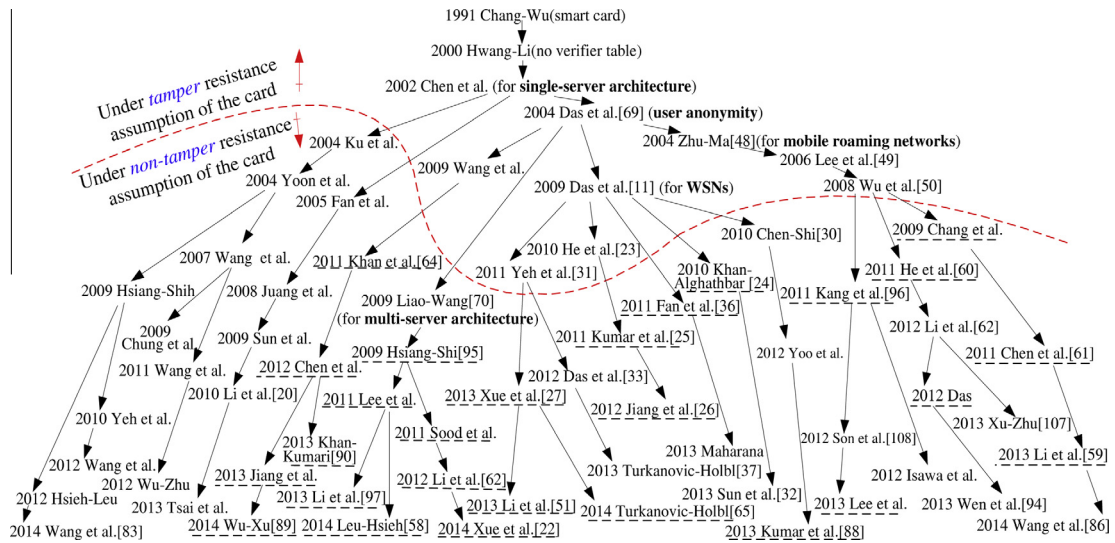 1991 Chang-Wu(smart card)
2000 Hwang-Li(no verifier table)
Under tamper resistance
assumption of the card
2002 Chen et al. (for single-server architecture)
2004 Das et al.[69] (user anonymity)
2004 Ku et al.
2004 Zhu-Ma[48](for mobile roaming networks)
Under non-tamper resistance
assumption of the card
2009 Wang et al.
2006 Lee et al.[49]
2004 Yoon et al.
2009 Das et al.[11] (for WSNs)
2008 Wu et al.[50]
2005 Fan et al.
2009 Chang et al.
2010 Chen-Shi[30]
2010 He et al.[23]
2007 Wang et al.
2011 Khan et al.[64]
2011 Yeh et al.[31]
2010 Khan-
Alghathbar [24]
2011 He et al.[60]
2009 Hsiang-Shih
2008 Juang et al.
2009 Liao-Wang[70]
(for multi-server architecture)
2011 Fan et al.[36]
2011 Kang et al.[96]
2009
Chung et al.
2009 Sun et al.
2011 Kumar et al.[25]
2012 Li et al.[62]
2009 Hsiang-Shi[95]
2012 Yoo et al.
2011 Chen et al.[61]
2011 Wang et al.
2012 Chen et al.
2012 Das et al.[33]
2010 Li et al.[20]
2011 Lee et al.
2013 Xue et al.[27]
2012 Jiang et al.[26]
2012 Das
2010 Yeh et al.
2013 Xu-Zhu[107]
2011 Sood et al.
2012 Son et al.[108]
2013 Khan-
Kumari[90]
2013 Maharana
2013 Li et al.[59]
2012 Wang et al.
2013 Turkanovic-Holbl[37]
2012 Isawa et al.
2013 Jiang et al.
2012 Li et al.[62]
2012 Wu-Zhu
2012 Hsieh-Leu
2013 Li et al.[97]
2013 Li et al.[51]
2013 Sun et al.[32]
2013 Lee et al.
2013 Wen et al.[94]
2013 Tsai et al.
2014 Turkanovic-Holbl[65]
2014 Wang et al.[83]
2014 Wu-Xu[89]
2014 Leu-Hsieh[58]
2014 Xue et al.[22]
2013 Kumar et al.[88]
2014 Wang et al.[86]